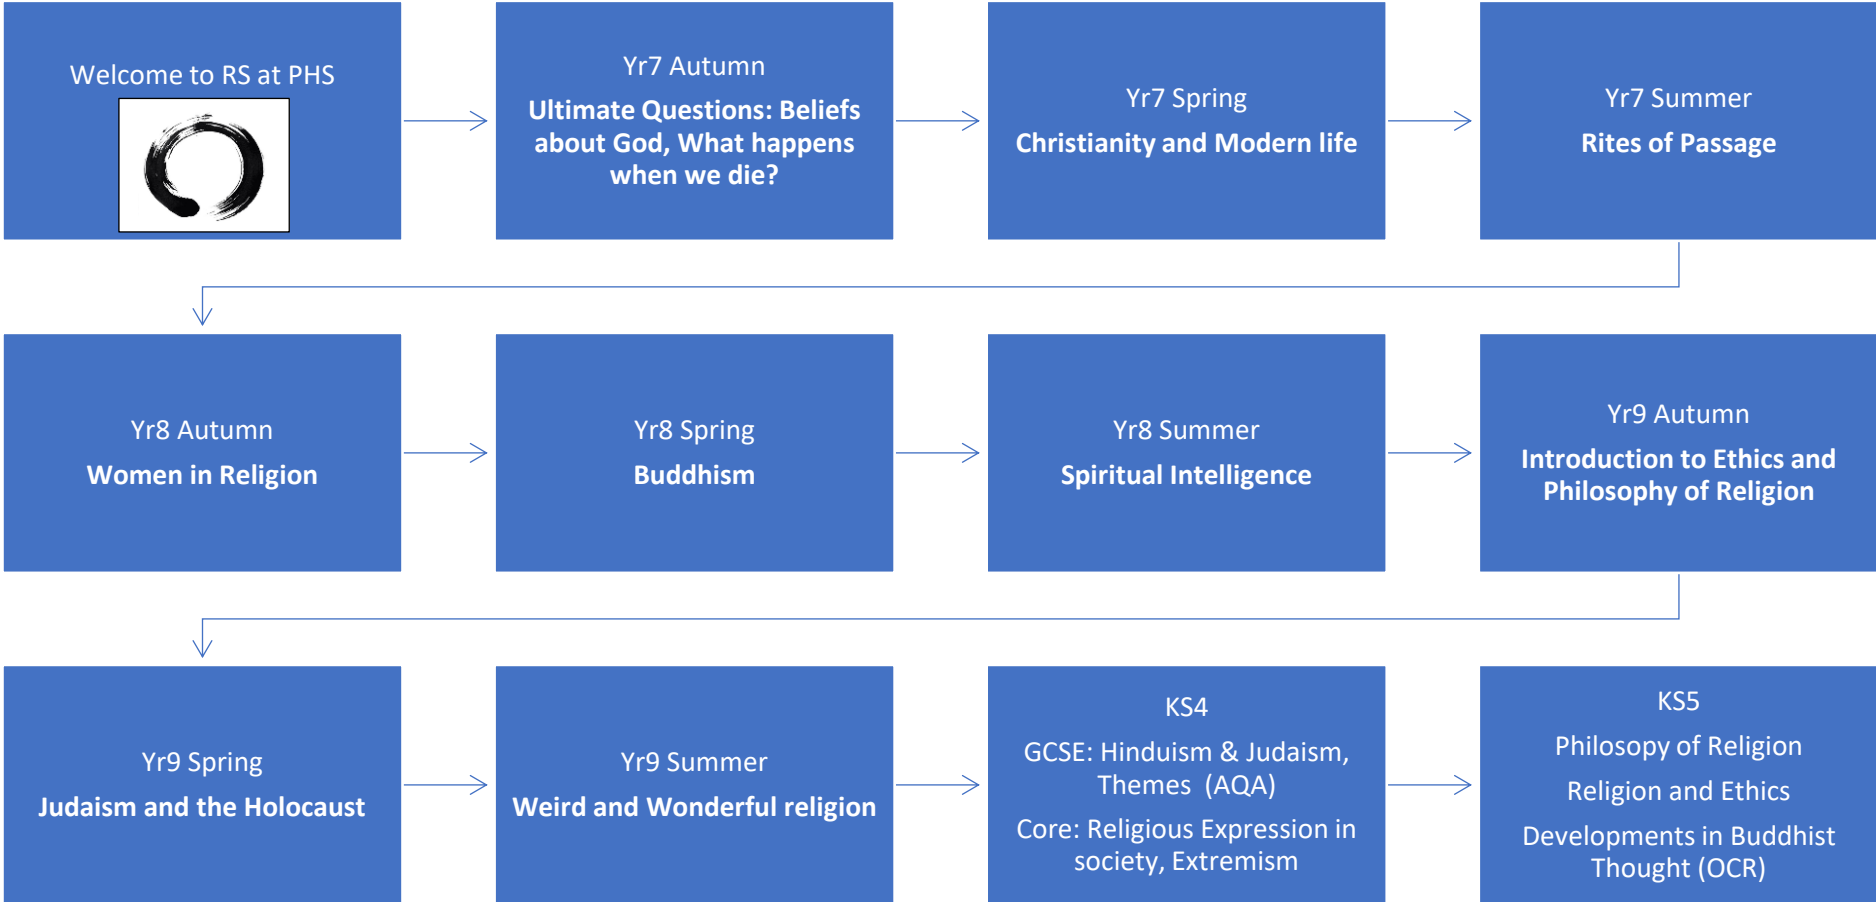 Welcome to RS at PHS
Yr7 Autumn
Ultimate Questions: Beliefs
about God, What happens
when we die?
Yr7 Spring
Christianity and Modern life
Yr7 Summer
Rites of Passage
Yr8 Autumn
Women in Religion
Yr8 Spring
Buddhism
Yr8 Summer
Spiritual Intelligence
Yr9 Autumn
Introduction to Ethics and
Philosophy of Religion
Yr9 Spring
Judaism and the Holocaust
Yr9 Summer
Weird and Wonderful religion
KS4
GCSE: Hinduism & Judaism,
Themes (AQA)
Core: Religious Expression in
society, Extremism
KS5
Philosopy of Religion
Religion and Ethics
Developments in Buddhist
Thought (OCR)